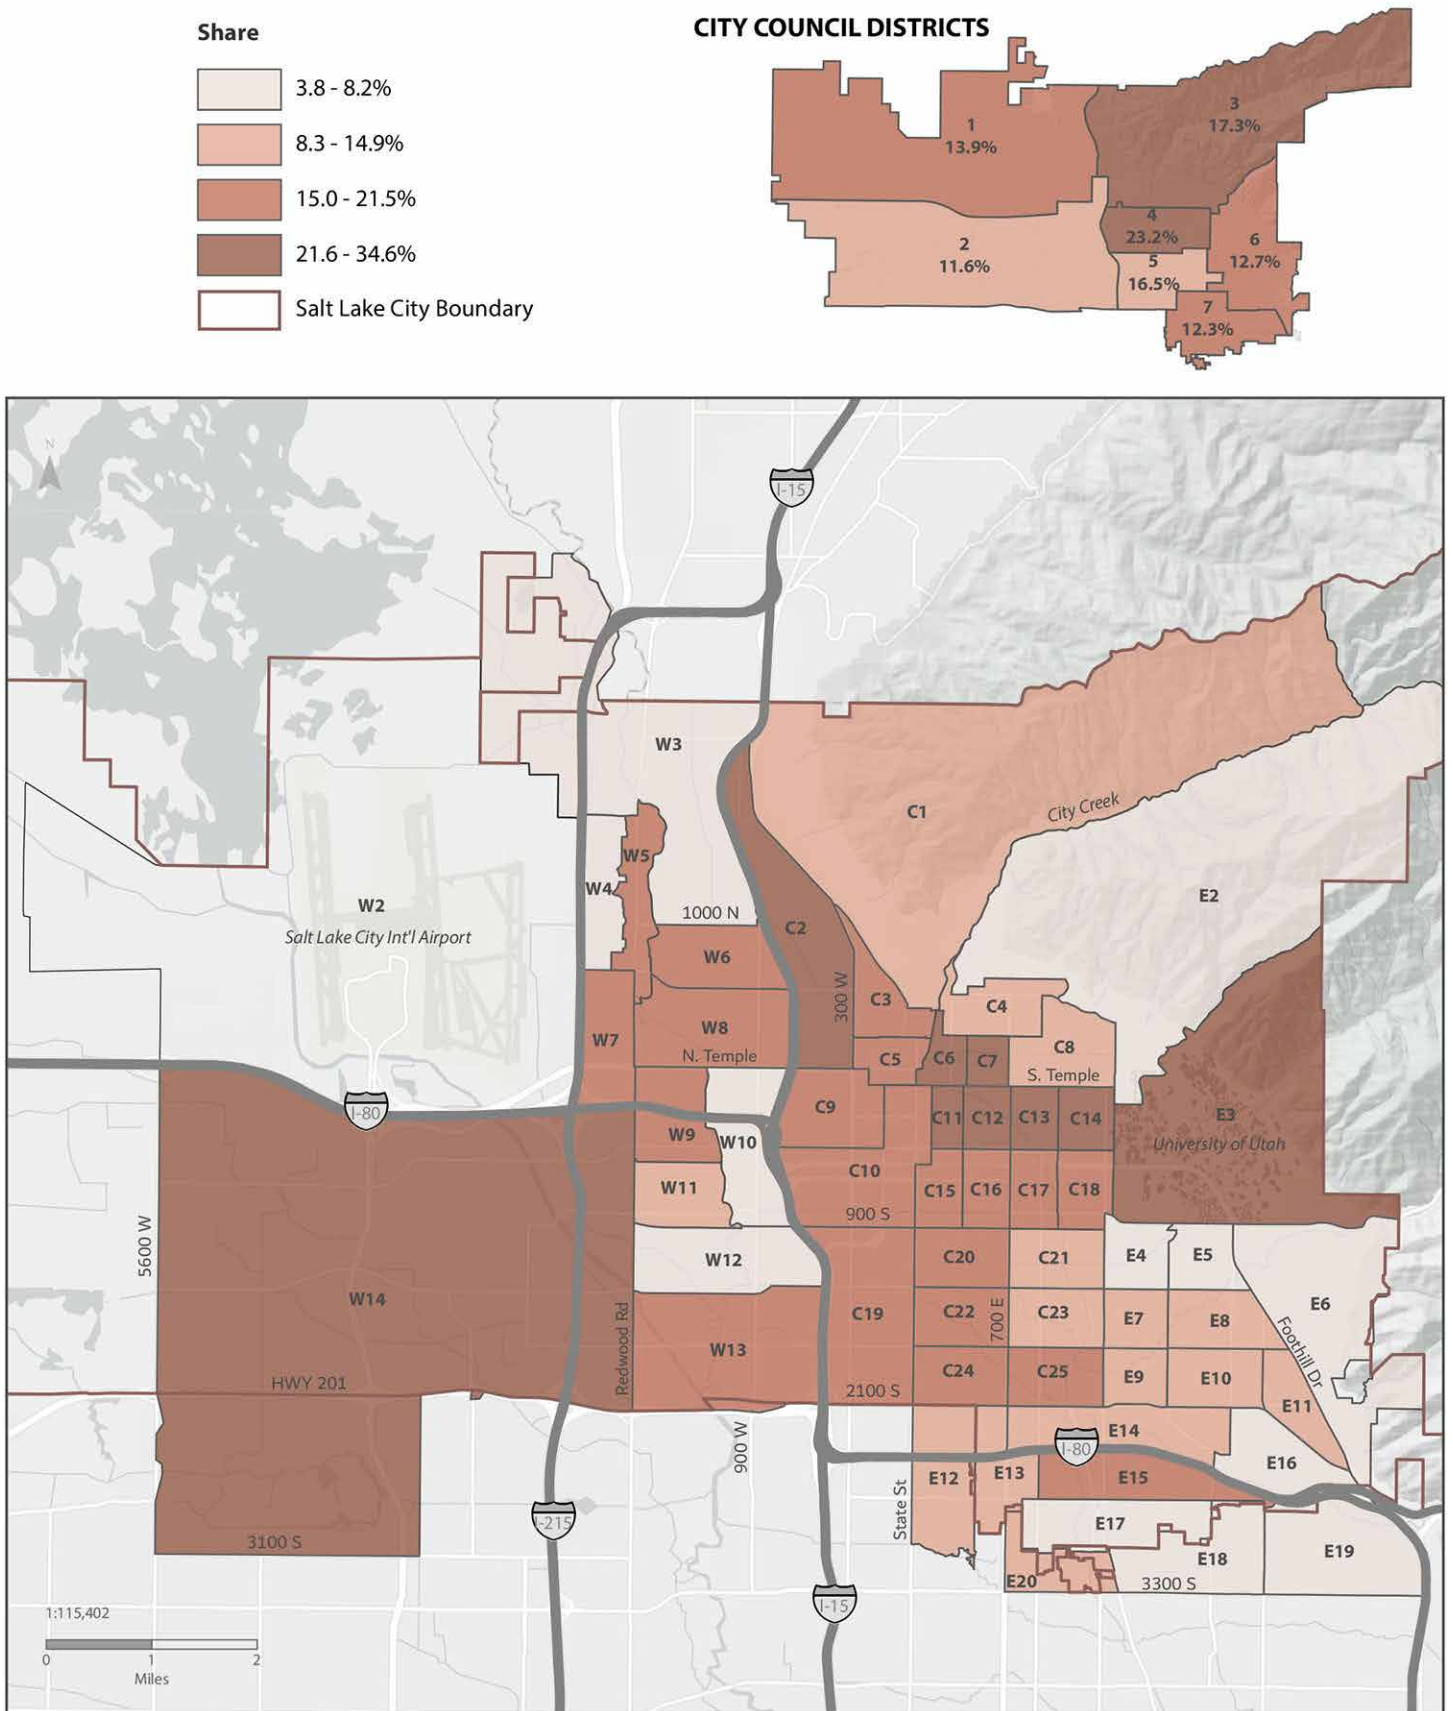 Share
3.8 - 8.2%
8.3 - 14.9%
15.0 - 21.5%
21.6 - 34.6%
Salt Lake City Boundary
CITY COUNCIL DISTRICTS
1
13.9%
3
17.3%
2
11.6%
4
23.2%
5
16.5%
6
12.7%
7
12.3%
N
I-15
W3
C1
City Creek
W5
W4
E2
W2
Salt Lake City Int'l Airport
1000 N
C2
W6
300 W
C3
C4
W7
W8
N. Temple
C5
C6
C7
C8
S. Temple
I-80
C9
C11
C12
C13
C14
E3
University of Utah
W9
W10
C10
W11
C15
C16
C17
C18
900 S
5600 W
W12
C20
C21
E4
E5
W14
E6
C19
C22
700 E
C23
E7
E8
Foothill Dr
Redwood Rd
W13
HWY 201
2100 S
C24
C25
E9
E10
E11
900 W
E14
I-80
State St
E12
E13
E15
E16
I-215
E17
3100 S
E18
E19
E20
3300 S
I-15
1:115,402
0
1
2
Miles